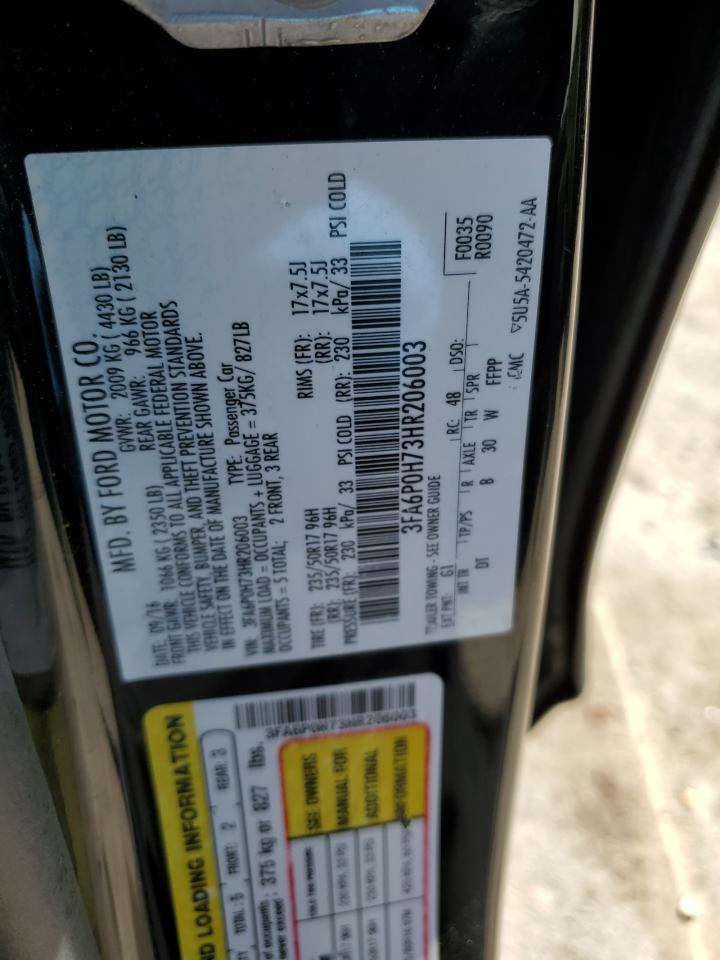 MFD. BY FORD MOTOR CO.
DATE: 09/16 GVWR: 2009 KG ( 4430 LB)
FRONT GAWR: 1066 KG ( 2350 LB) REAR GAWR: 966 KG ( 2130 LB)
THIS VEHICLE CONFORMS TO ALL APPLICABLE FEDERAL MOTOR
VEHICLE SAFETY, BUMPER, AND THEFT PREVENTION STANDARDS
IN EFFECT ON THE DATE OF MANUFACTURE SHOWN ABOVE.
VIN: 3FA6P0H73HR206003 TYPE: Passenger Car
MAXIMUM LOAD = OCCUPANTS + LUGGAGE = 375KG/ 827LB
OCCUPANTS = 5 TOTAL; 2 FRONT, 3 REAR
TIRE (FR): 235/50R17 96H RIMS (FR): 17x7.5J
(RR): 235/50R17 96H (RR): 17x7.5J
PRESSURE (FR): 230 kPa/ 33 PSI COLD (RR): 230 kPa/ 33 PSI COLD
3FA6P0H73HR206003
TRAILER TOWING - SEE OWNER GUIDE F0035
EXT PNT: G1 RC: 48 DSO: R0090
INT TR TP/PS R AXLE TR SPR
DT B 30 W FFPP
5U5A-5420472-AA
LOADING INFORMATION
TOTAL: 5 FRONT: 2 REAR: 3
375 kg or 827 lbs.
3FA6P0H73HR206003
SEE OWNERS
MANUAL FOR
ADDITIONAL
INFORMATION